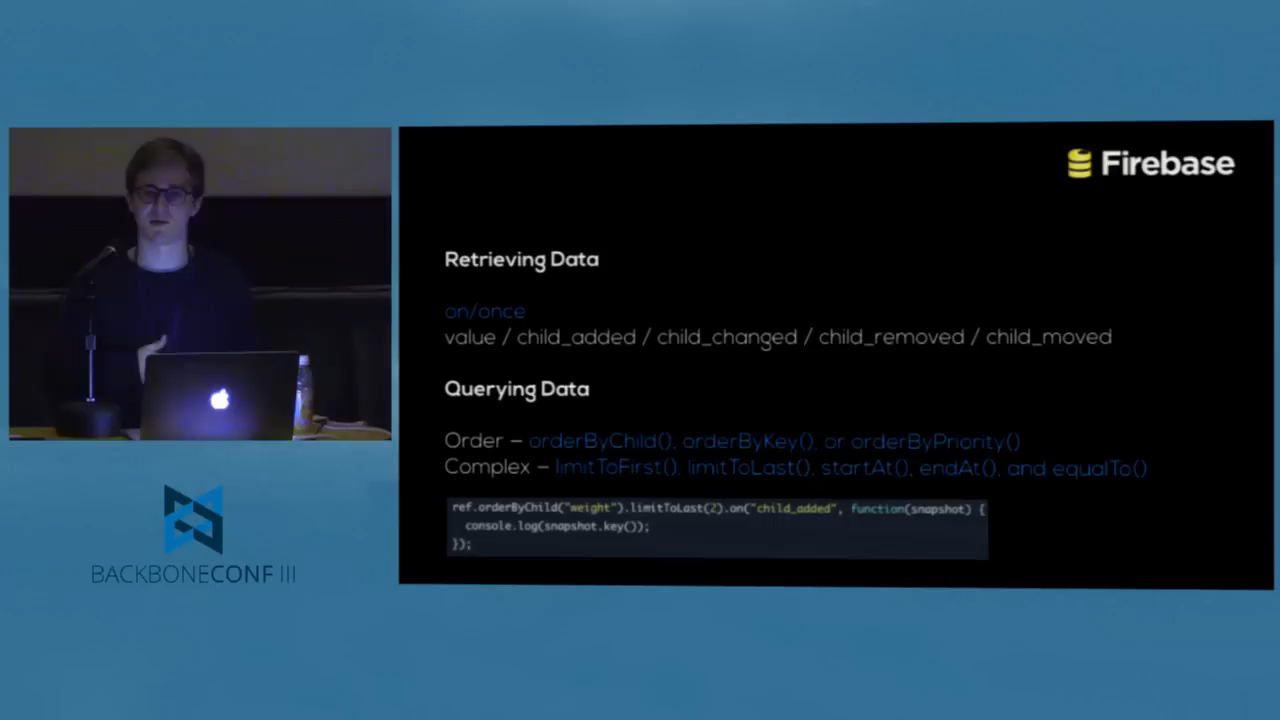 Firebase
Retrieving Data
on/once
value / child_added / child_changed / child_removed / child_moved
Querying Data
Order – orderByChild(), orderByKey(), or orderByPriority()
Complex – limitToFirst(), limitToLast(), startAt(), endAt(), and equalTo()
ref.orderByChild("weight").limitToLast(2).on("child_added", function(snapshot) {
console.log(snapshot.key());
});
BACKBONECONF III